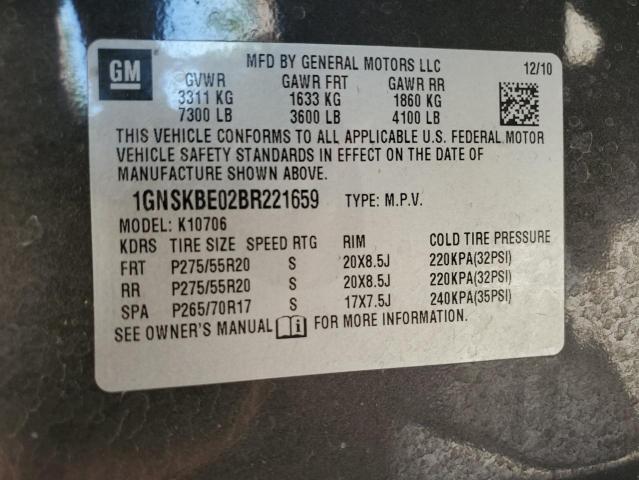 GM
MFD BY GENERAL MOTORS LLC 12/10
GVWR GAWR FRT GAWR RR
3311 KG 1633 KG 1860 KG
7300 LB 3600 LB 4100 LB
THIS VEHICLE CONFORMS TO ALL APPLICABLE U.S. FEDERAL MOTOR
VEHICLE SAFETY STANDARDS IN EFFECT ON THE DATE OF
MANUFACTURE SHOWN ABOVE.
1GNSKBE02BR221659 TYPE: M.P.V.
MODEL: K10706
KDRS TIRE SIZE SPEED RTG RIM COLD TIRE PRESSURE
FRT P275/55R20 S 20X8.5J 220KPA(32PSI)
RR P275/55R20 S 20X8.5J 220KPA(32PSI)
SPA P265/70R17 S 17X7.5J 240KPA(35PSI)
SEE OWNER'S MANUAL FOR MORE INFORMATION.